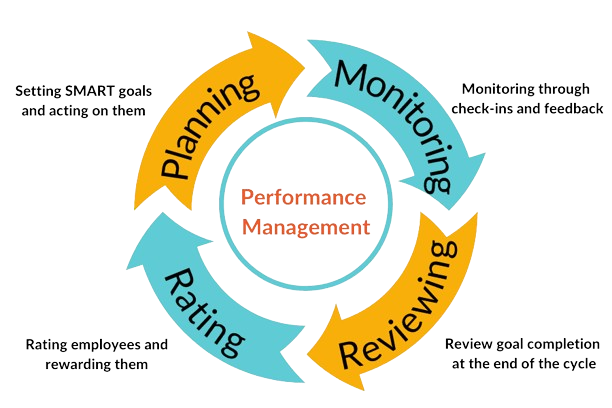 Planning
Monitoring
Setting SMART goals
and acting on them
Monitoring through
check-ins and feedback
Performance
Management
Rating
Reviewing
Rating employees and
rewarding them
Review goal completion
at the end of the cycle